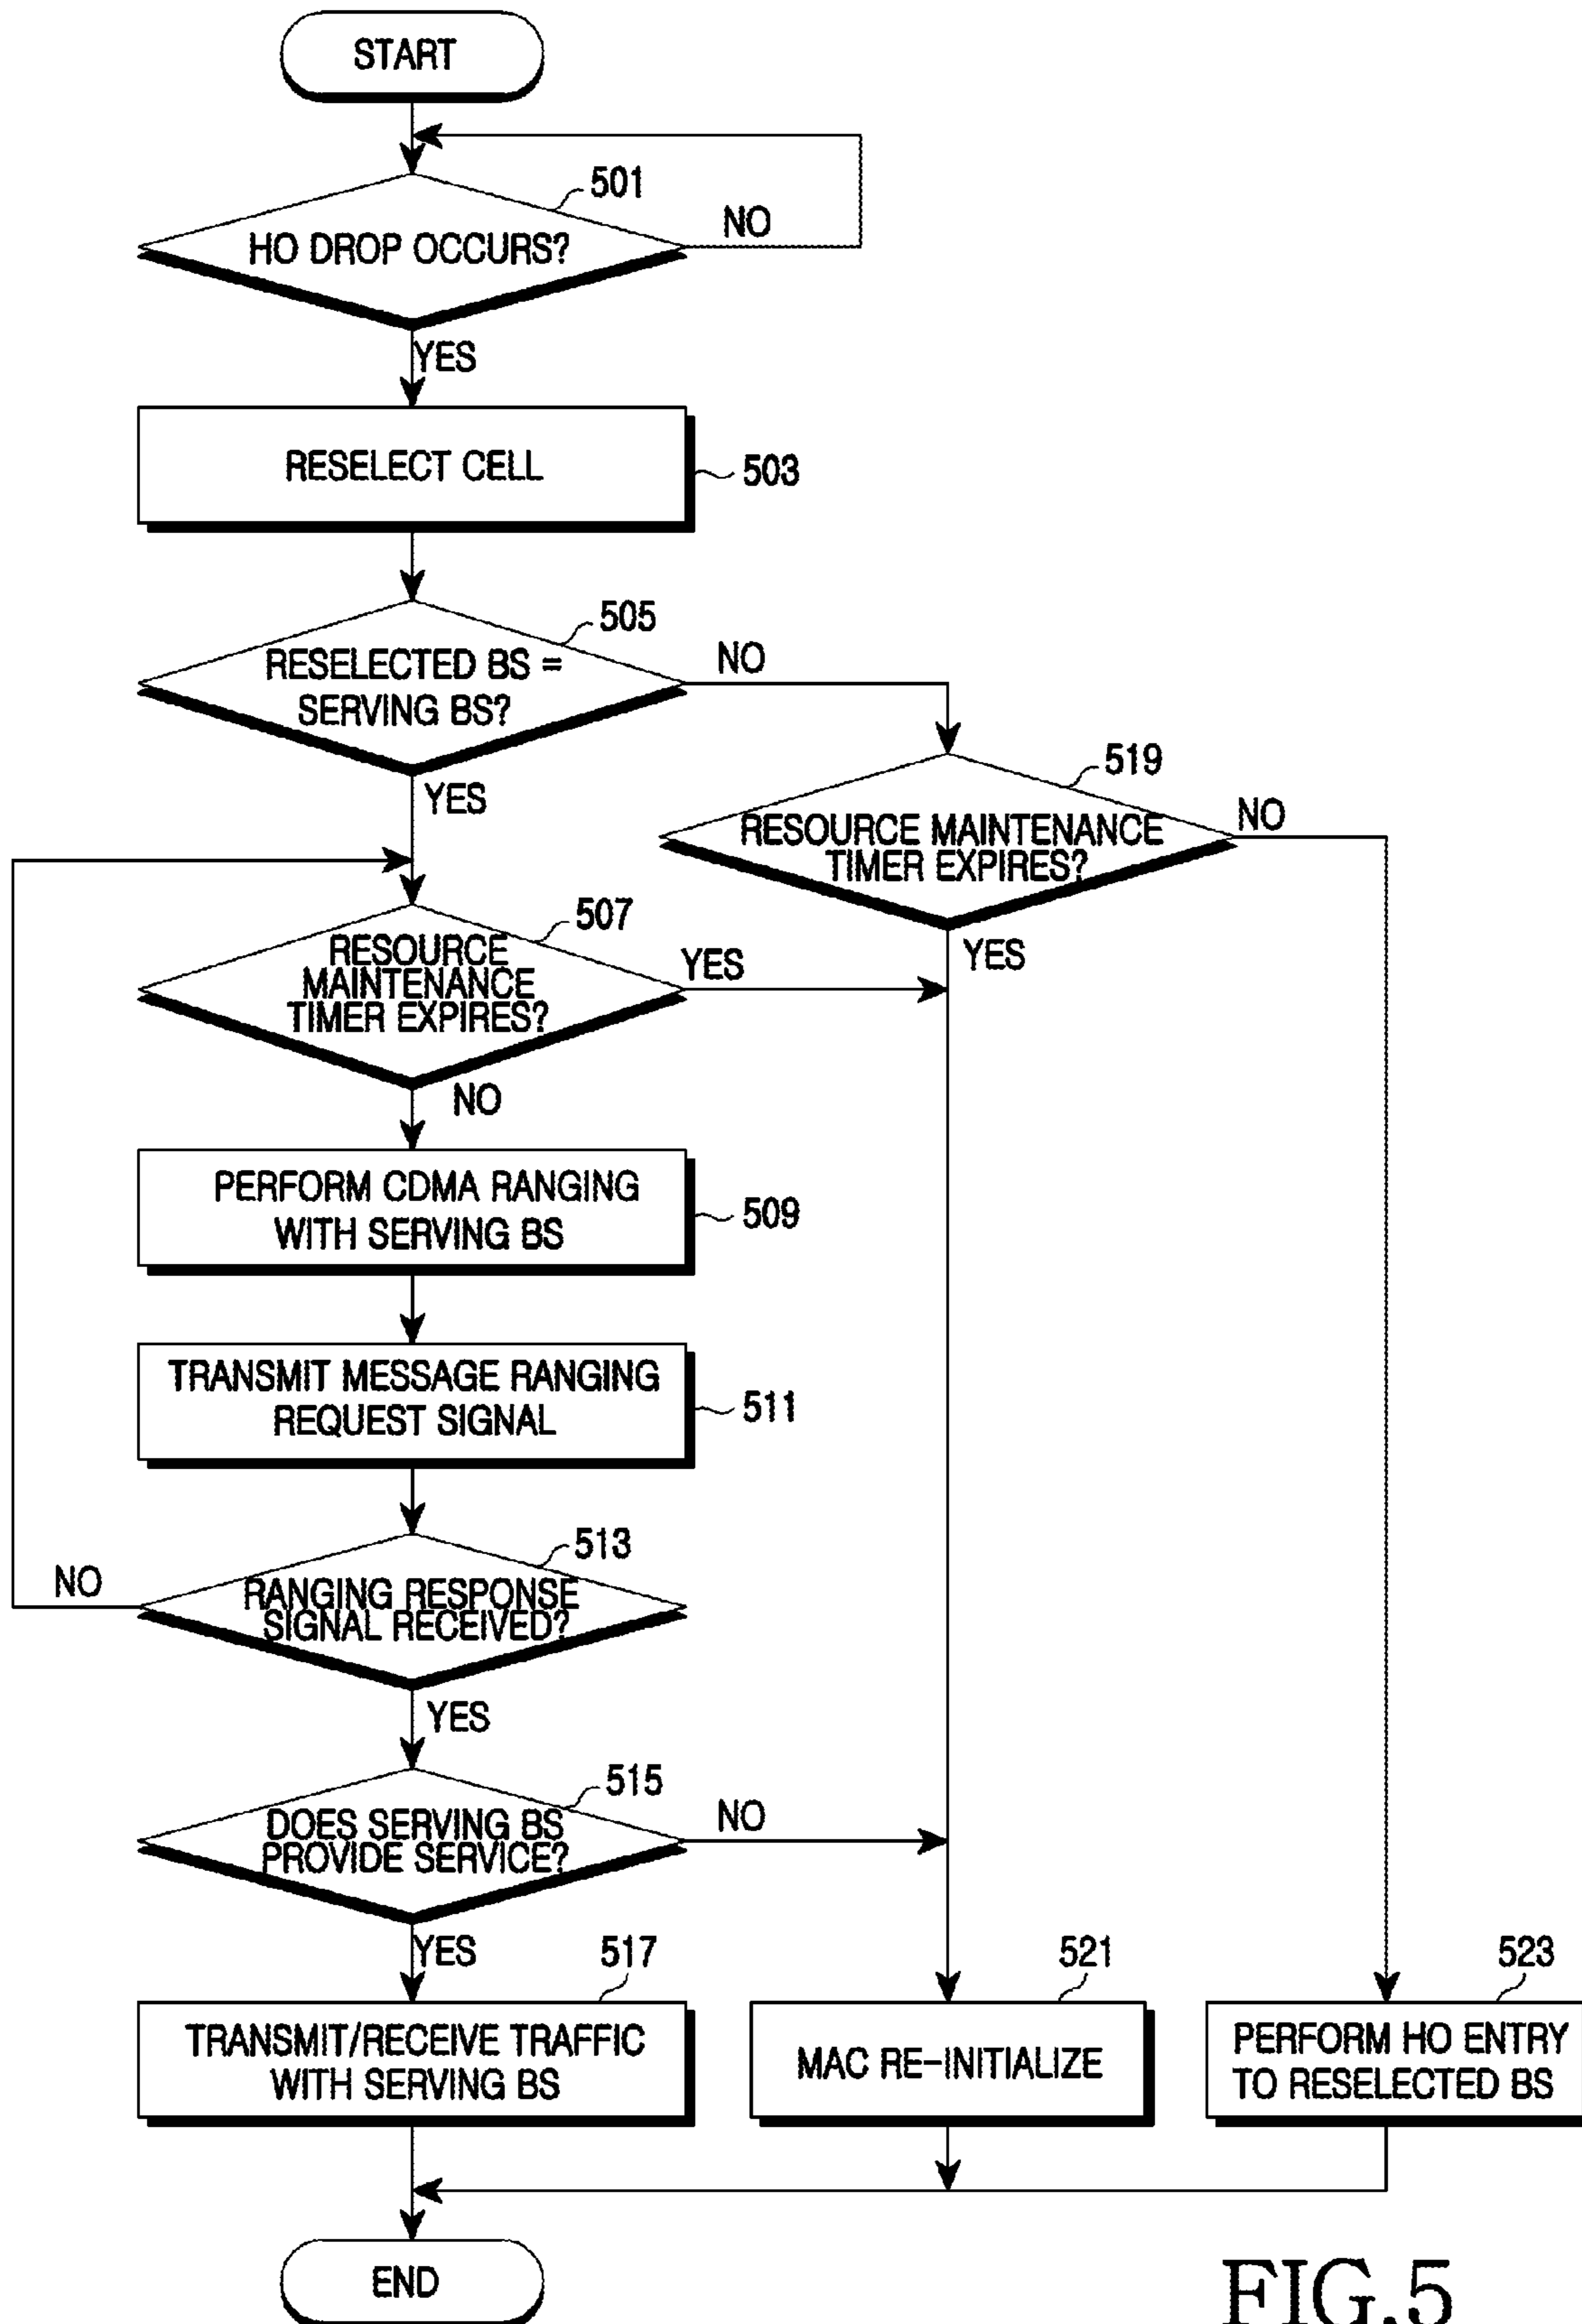 START
501
HO DROP OCCURS?
NO
YES
RESELECT CELL
503
505
RESELECTED BS =
SERVING BS?
NO
YES
519
RESOURCE MAINTENANCE
TIMER EXPIRES?
NO
YES
507
RESOURCE
MAINTENANCE
TIMER EXPIRES?
YES
NO
PERFORM CDMA RANGING
WITH SERVING BS
509
TRANSMIT MESSAGE RANGING
REQUEST SIGNAL
511
513
RANGING RESPONSE
SIGNAL RECEIVED?
NO
YES
515
DOES SERVING BS
PROVIDE SERVICE?
NO
YES
517
TRANSMIT/RECEIVE TRAFFIC
WITH SERVING BS
521
MAC RE-INITIALIZE
523
PERFORM HO ENTRY
TO RESELECTED BS
END
FIG.5